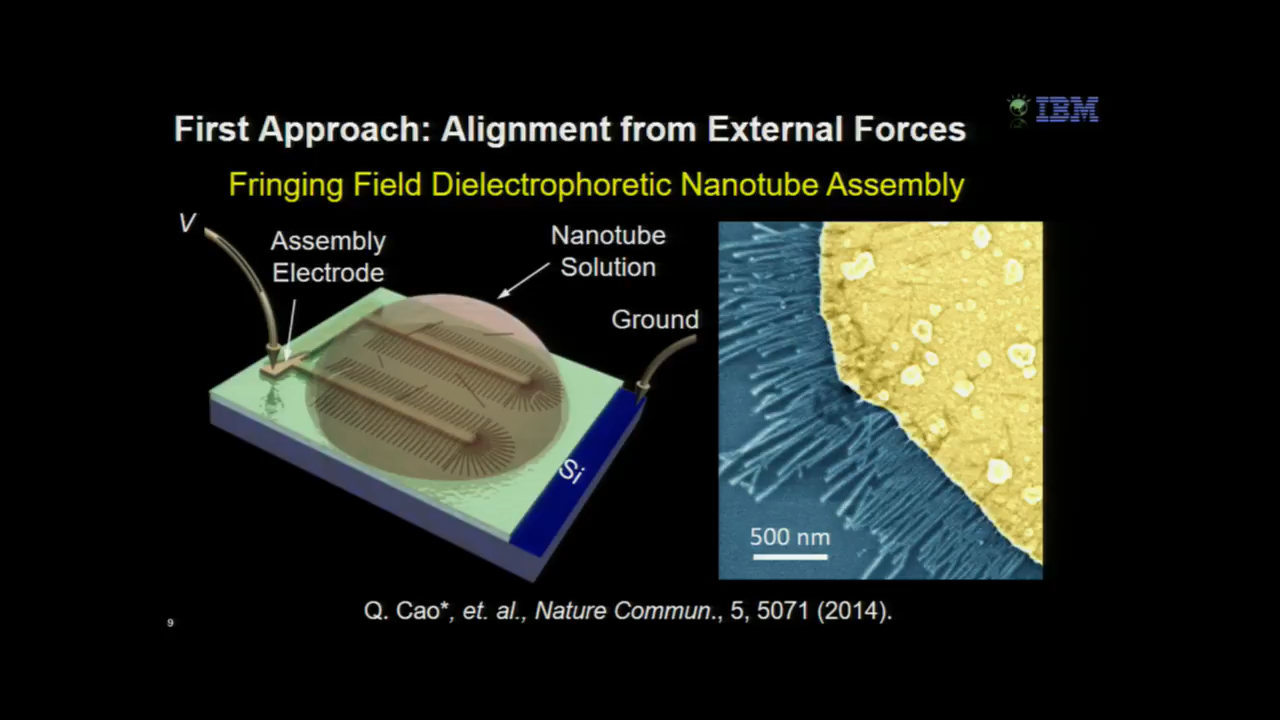 First Approach: Alignment from External Forces
IBM
Fringing Field Dielectrophoretic Nanotube Assembly
V
Assembly
Electrode
Nanotube
Solution
Ground
Si
500 nm
Q. Cao*, et. al., Nature Commun., 5, 5071 (2014).
9